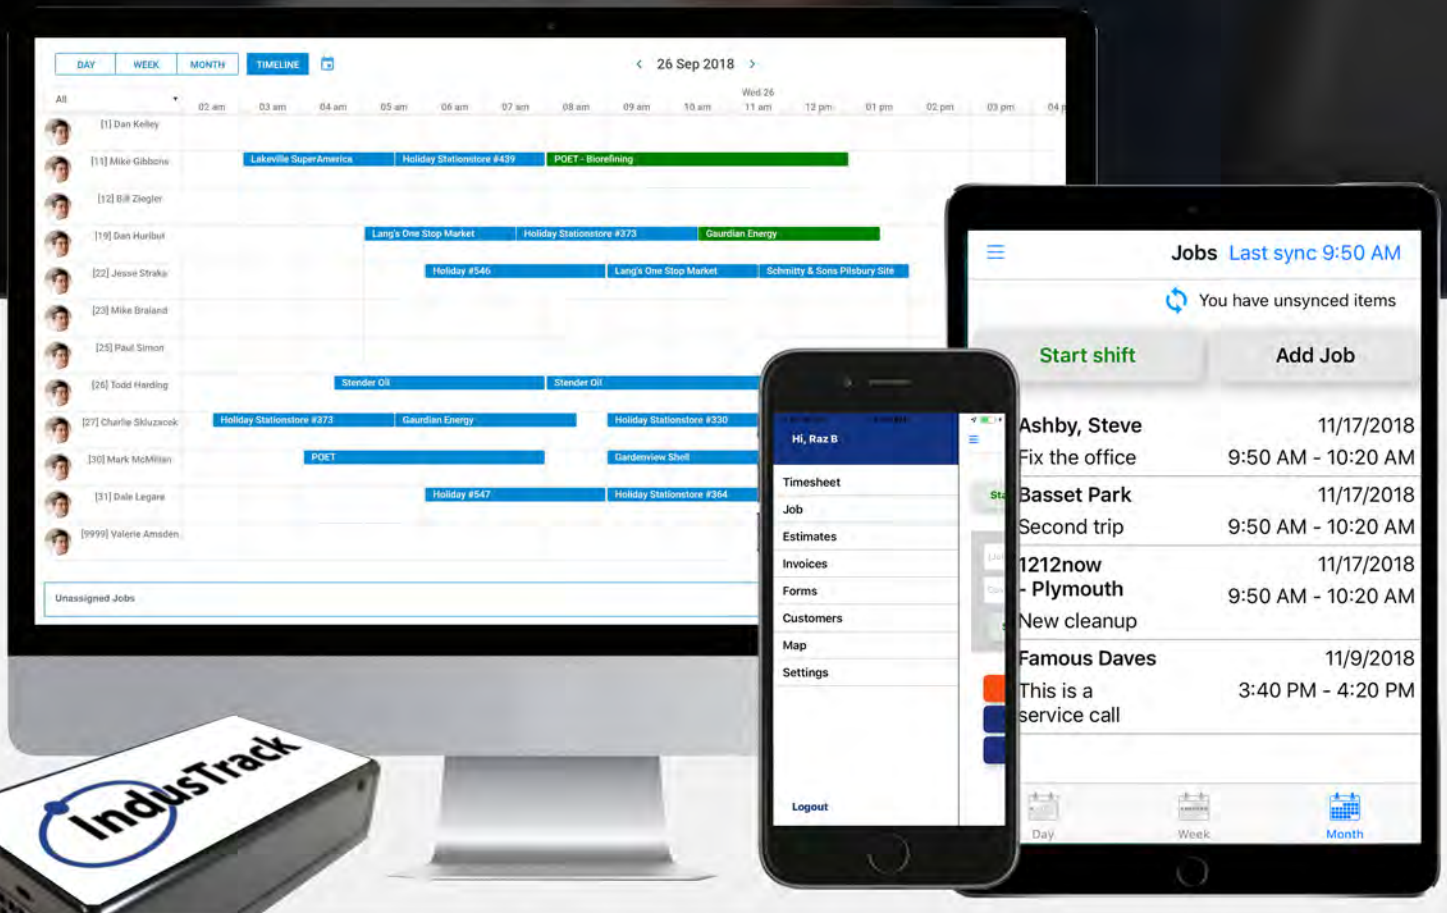 DAY WEEK MONTH TIMELINE
< 26 Sep 2018 >
Wed 26
All
02 am 03 am 04 am 05 am 06 am 07 am 08 am 09 am 10 am 11 am 12 pm 01 pm 02 pm 03 pm
[1] Dan Kelley
[11] Mike Gibbons Lakeville SuperAmerica Holiday Stationstore #439 POET - Biorefining
[12] Bill Ziegler
[19] Dan Hurlbut Lang's One Stop Market Holiday Stationstore #373 Gaurdian Energy
[22] Jesse Straka Holiday #546 Lang's One Stop Market Schmitty & Sons Pilsbury Site
[23] Mike Braland
[25] Paul Simon
[26] Todd Harding Stender Oil Stender Oil
[27] Charlie Skluzacek Holiday Stationstore #373 Gaurdian Energy Holiday Stationstore #330
[30] Mark McMillan POET Gardenview Shell
[31] Dale Legare Holiday #547 Holiday Stationstore #364
[9999] Valerie Amsden
Unassigned Jobs
IndusTrack
Hi, Raz B
Timesheet
Job
Estimates
Invoices
Forms
Customers
Map
Settings
Logout
Jobs Last sync 9:50 AM
You have unsynced items
Start shift Add Job
Ashby, Steve 11/17/2018
Fix the office 9:50 AM - 10:20 AM
Basset Park 11/17/2018
Second trip 9:50 AM - 10:20 AM
1212now 11/17/2018
- Plymouth 9:50 AM - 10:20 AM
New cleanup
Famous Daves 11/9/2018
This is a 3:40 PM - 4:20 PM
service call
Day Week Month